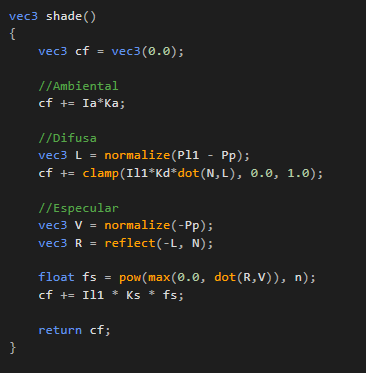 vec3 shade()
{
vec3 cf = vec3(0.0);
//Ambiental
cf += Ia*Ka;
//Difusa
vec3 L = normalize(Pl1 - Pp);
cf += clamp(Il1*Kd*dot(N,L), 0.0, 1.0);
//Especular
vec3 V = normalize(-Pp);
vec3 R = reflect(-L, N);
float fs = pow(max(0.0, dot(R,V)), n);
cf += Il1 * Ks * fs;
return cf;
}